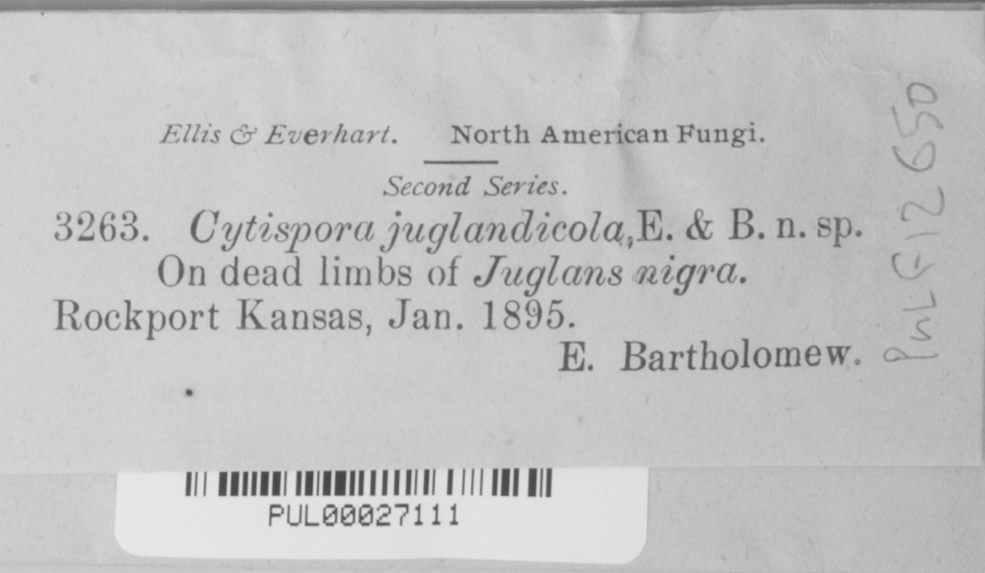 Ellis & Everhart. North American Fungi.
Second Series.
3263. Cytispora juglandicola, E. & B. n. sp.
On dead limbs of Juglans nigra.
Rockport Kansas, Jan. 1895.
E. Bartholomew.
PUL F12650
PUL00027111